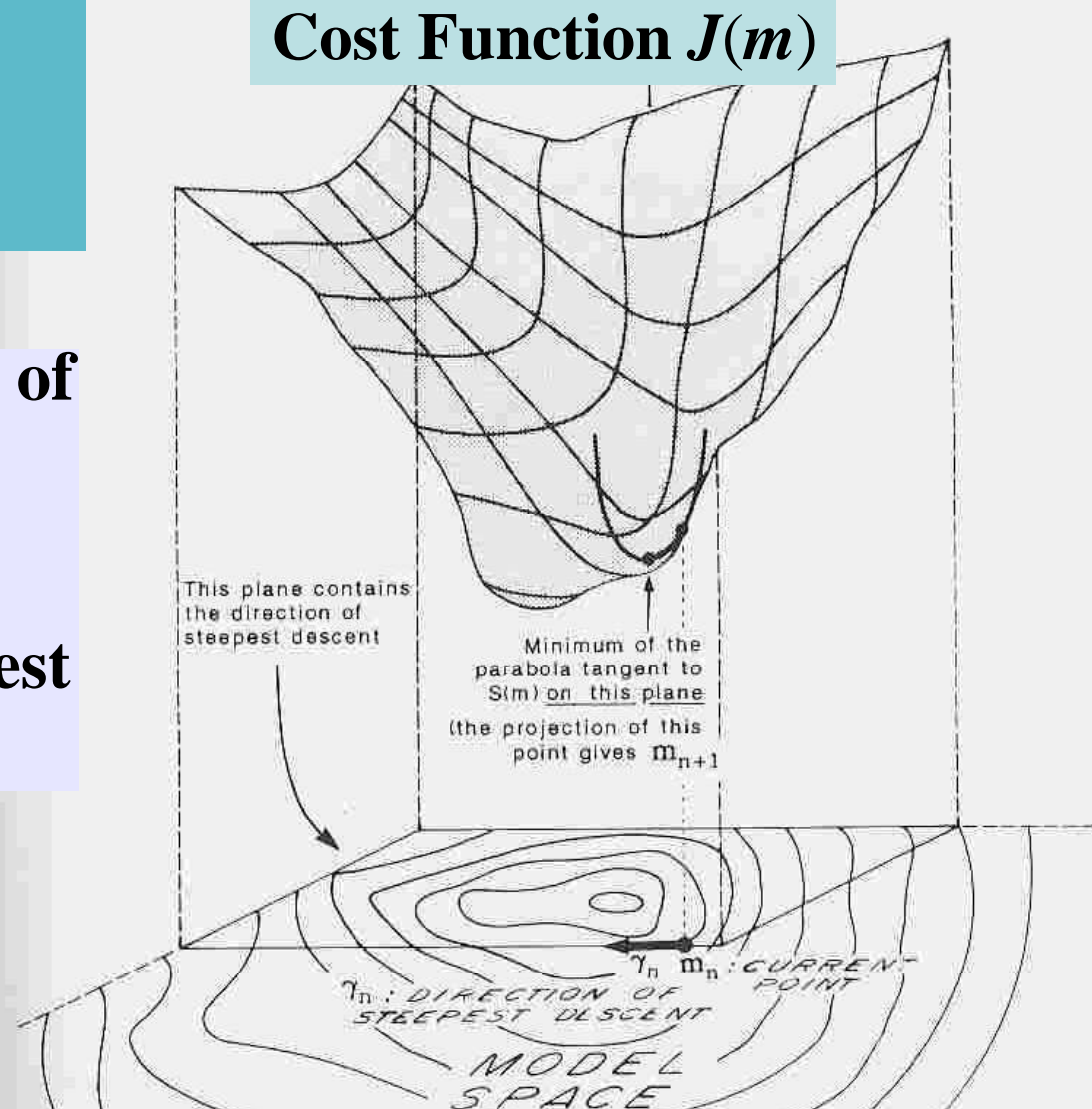 Cost Function J(m)
of
est
This plane contains
the direction of
steepest descent
Minimum of the
parabola tangent to
S(m) on this plane
(the projection of this
point gives m_{n+1}
γ_n m_n : CURRENT
POINT
γ_n : DIRECTION OF
STEEPEST DESCENT
MODEL
SPACE